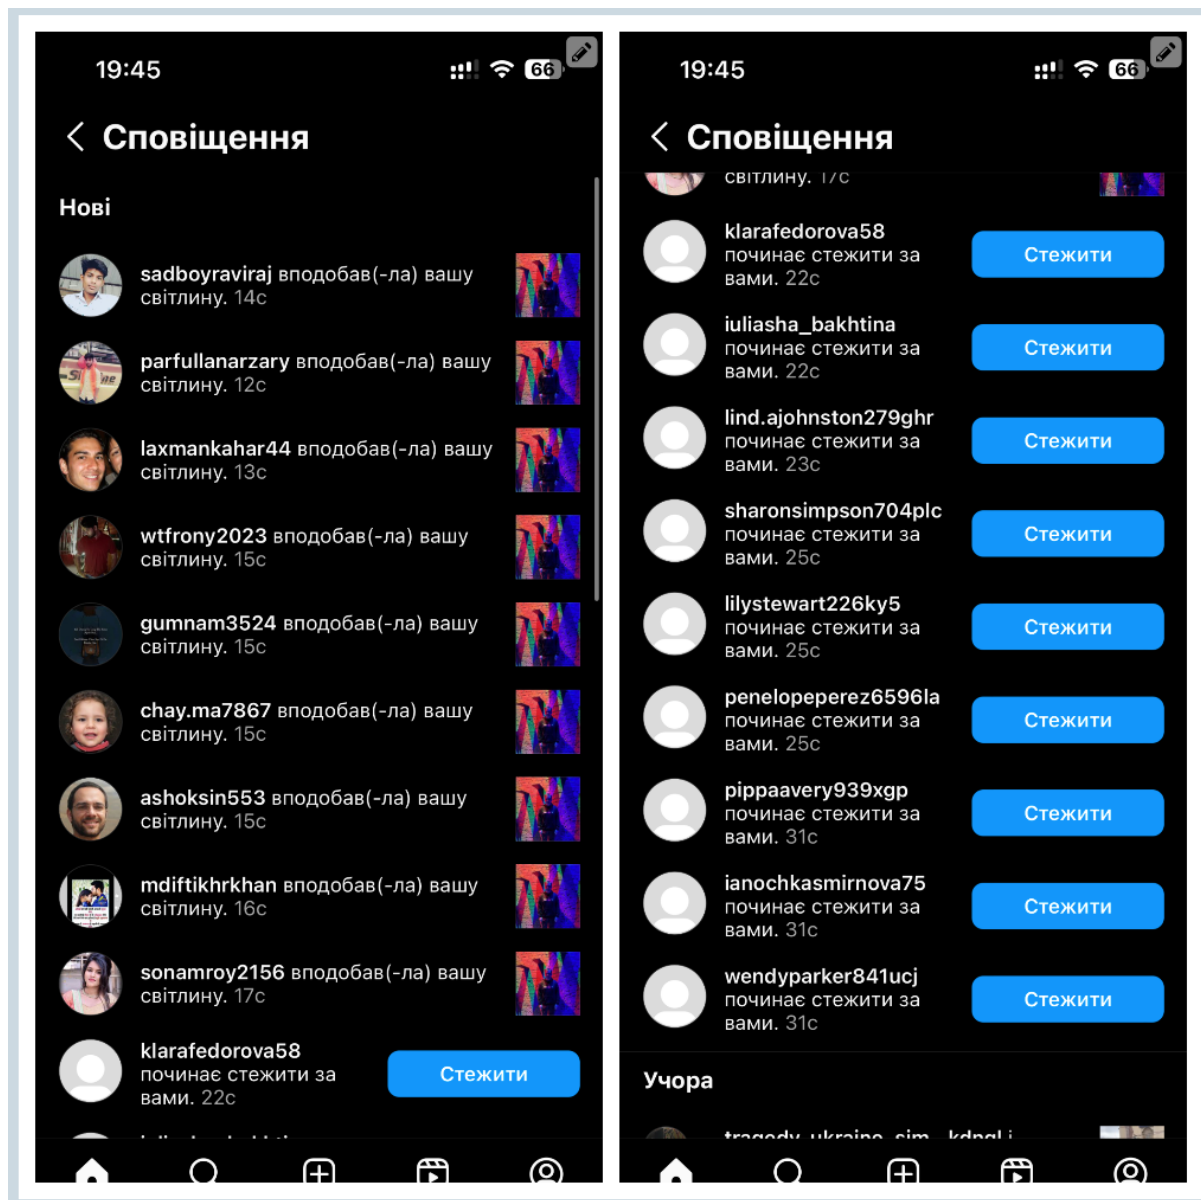 19:45
66
Сповіщення
Нові
sadboyraviraj вподобав(-ла) вашу
світлину. 14с
parfullanarzary вподобав(-ла) вашу
світлину. 12с
laxmankahar44 вподобав(-ла) вашу
світлину. 13с
wtfrony2023 вподобав(-ла) вашу
світлину. 15с
gumnam3524 вподобав(-ла) вашу
світлину. 15с
chay.ma7867 вподобав(-ла) вашу
світлину. 15с
ashoksin553 вподобав(-ла) вашу
світлину. 15с
mdiftikhrkhan вподобав(-ла) вашу
світлину. 16с
sonamroy2156 вподобав(-ла) вашу
світлину. 17с
klarafedorova58
починає стежити за
вами. 22с
Стежити
19:45
66
Сповіщення
світлину. 17с
klarafedorova58
починає стежити за
вами. 22с
Стежити
iuliasha_bakhtina
починає стежити за
вами. 22с
Стежити
lind.ajohnston279ghr
починає стежити за
вами. 23с
Стежити
sharonsimpson704plc
починає стежити за
вами. 25с
Стежити
lilystewart226ky5
починає стежити за
вами. 25с
Стежити
penelopeperez6596la
починає стежити за
вами. 25с
Стежити
pippaavery939xgp
починає стежити за
вами. 31с
Стежити
ianochkasmirnova75
починає стежити за
вами. 31с
Стежити
wendyparker841ucj
починає стежити за
вами. 31с
Стежити
Учора